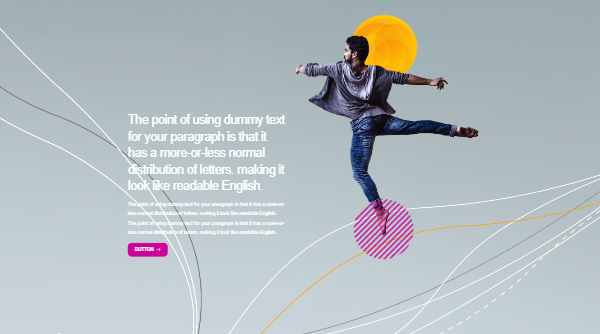 The point of using dummy text
for your paragraph is that it
has a more-or-less normal
distribution of letters. making it
look like readable English.
The point of using dummy text for your paragraph is that it has a more-or-
less normal distribution of letters. making it look like readable English.
The point of using dummy text for your paragraph is that it has a more-or-
less normal distribution of letters. making it look like readable English.
BUTTON →